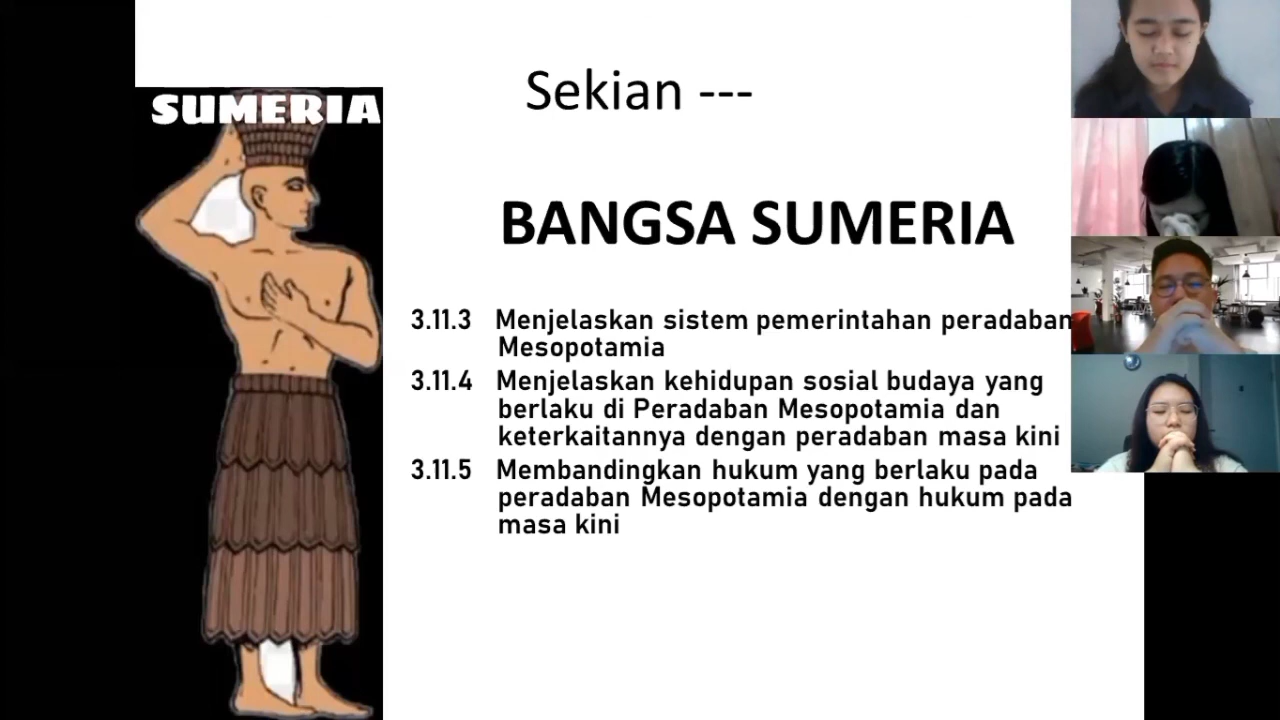 SUMERIA
Sekian ---
BANGSA SUMERIA
3.11.3 Menjelaskan sistem pemerintahan peradaban
Mesopotamia
3.11.4 Menjelaskan kehidupan sosial budaya yang
berlaku di Peradaban Mesopotamia dan
keterkaitannya dengan peradaban masa kini
3.11.5 Membandingkan hukum yang berlaku pada
peradaban Mesopotamia dengan hukum pada
masa kini